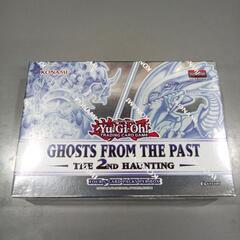 KONAMI
Yu-Gi-Oh!
TRADING CARD GAME
GHOSTS FROM THE PAST
THE 2ND HAUNTING